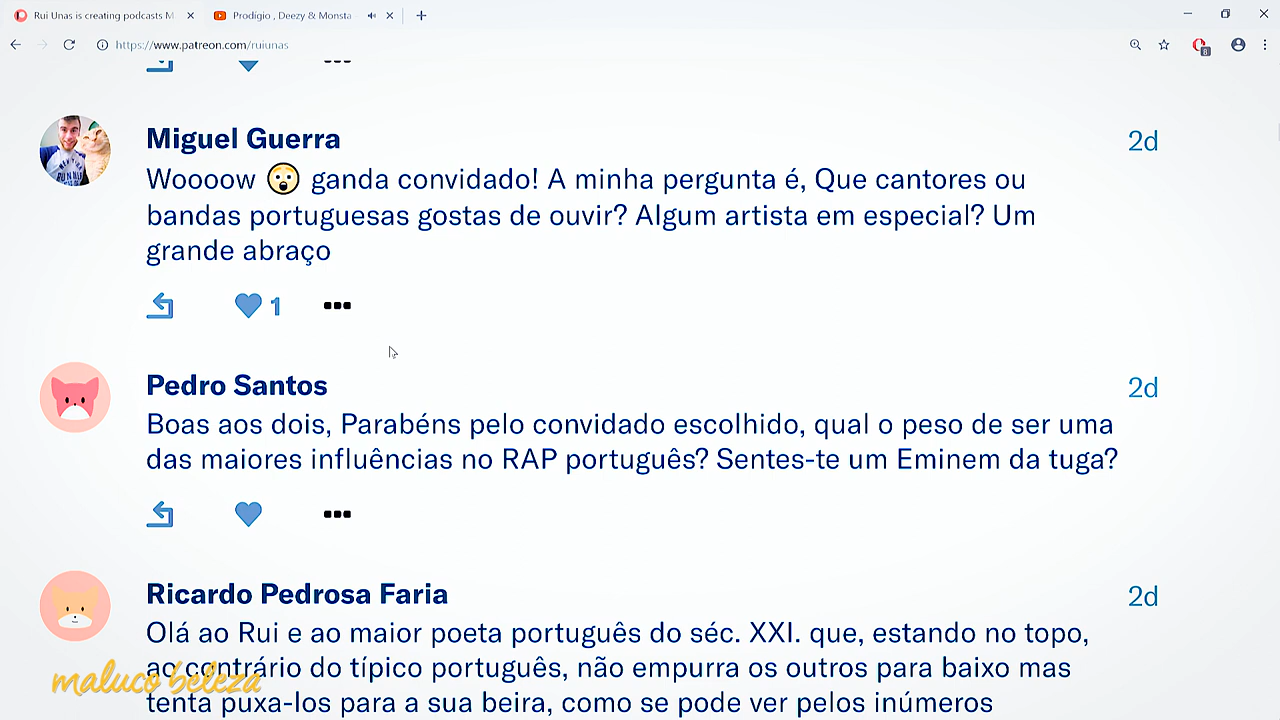 Rui Unas is creating podcasts M
Prodígio , Deezy & Monsta
https://www.patreon.com/ruiunas
8
Miguel Guerra
2d
Woooow 😲 ganda convidado! A minha pergunta é, Que cantores ou
bandas portuguesas gostas de ouvir? Algum artista em especial? Um
grande abraço
1
Pedro Santos
2d
Boas aos dois, Parabéns pelo convidado escolhido, qual o peso de ser uma
das maiores influências no RAP português? Sentes-te um Eminem da tuga?
Ricardo Pedrosa Faria
2d
Olá ao Rui e ao maior poeta português do séc. XXI. que, estando no topo,
ao contrário do típico português, não empurra os outros para baixo mas
tenta puxa-los para a sua beira, como se pode ver pelos inúmeros
maluco beleza